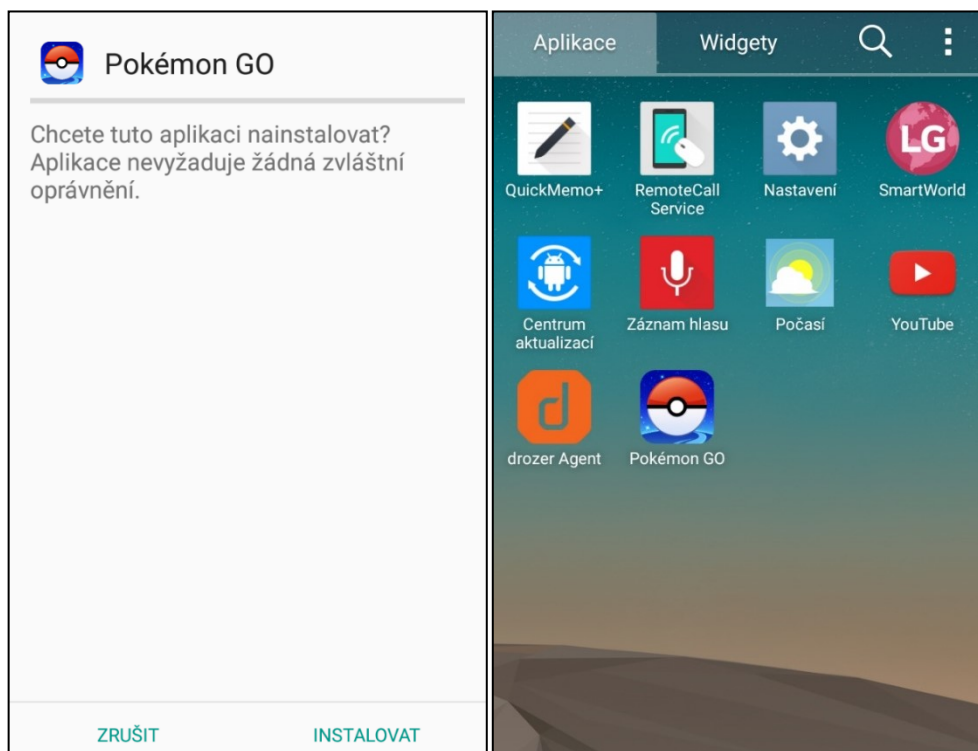 Pokémon GO
Chcete tuto aplikaci nainstalovat?
Aplikace nevyžaduje žádná zvláštní
oprávnění.
ZRUŠIT
INSTALOVAT
Aplikace
Widgety
QuickMemo+
RemoteCall
Service
Nastavení
LG
SmartWorld
Centrum
aktualizací
Záznam hlasu
Počasí
YouTube
d
drozer Agent
Pokémon GO